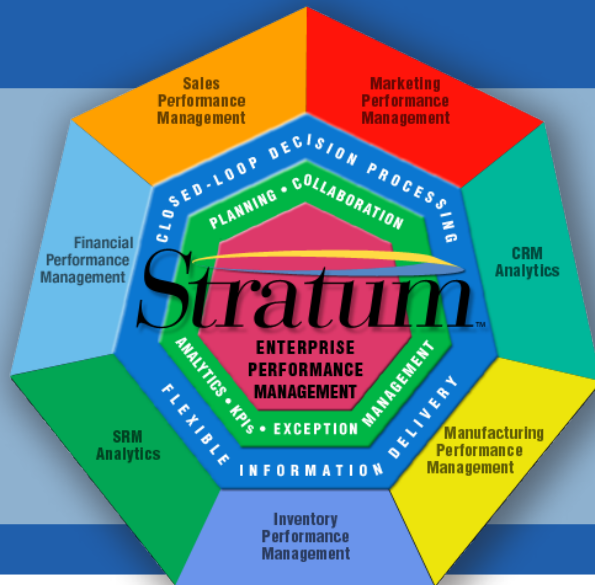 Sales
Performance
Management
Marketing
Performance
Management
CLOSED-LOOP DECISION PROCESSING
PLANNING • COLLABORATION
Financial
Performance
Management
CRM
Analytics
Stratum™
ENTERPRISE
PERFORMANCE
MANAGEMENT
ANALYTICS • KPIs • EXCEPTION MANAGEMENT
FLEXIBLE INFORMATION DELIVERY
SRM
Analytics
Manufacturing
Performance
Management
Inventory
Performance
Management